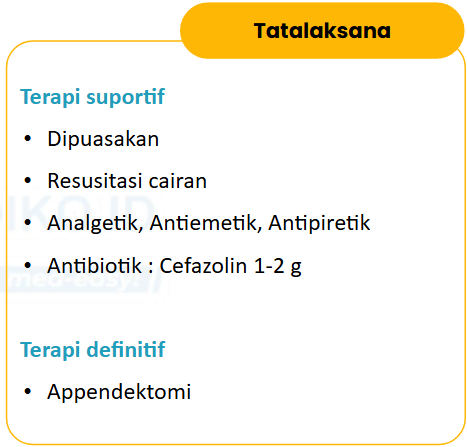 Tatalaksana
Terapi suportif
• Dipuasakan
• Resusitasi cairan
• Analgetik, Antiemetik, Antipiretik
• Antibiotik : Cefazolin 1-2 g
Terapi definitif
• Appendektomi